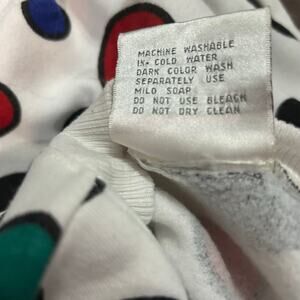 MACHINE WASHABLE
IN COLD WATER
DARK COLOR WASH
SEPARATELY USE
MILD SOAP
DO NOT USE BLEACH
DO NOT DRY CLEAN